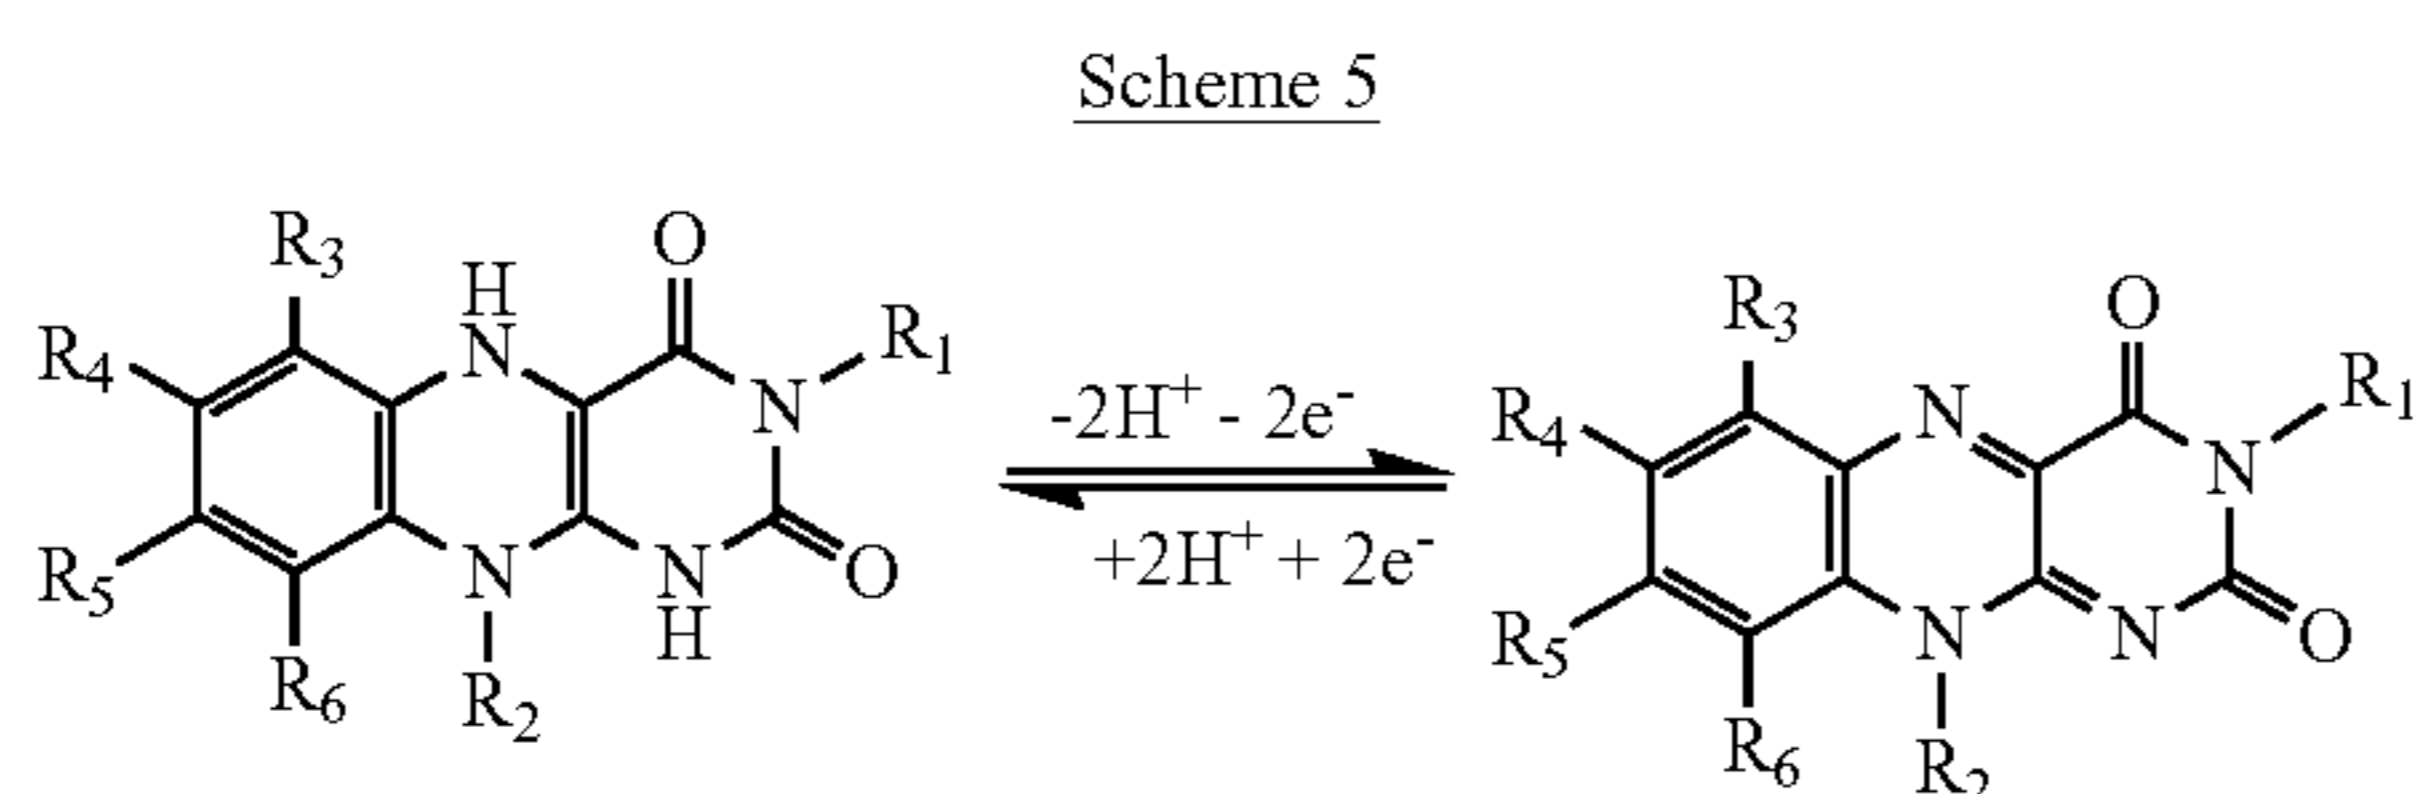 Scheme 5
R3 H O
R4 N R1
N
-2H+ - 2e-
+2H+ + 2e-
R5 N N O
H
R6 R2
R3 O
R4 N R1
N
R5 N N O
R6 R2